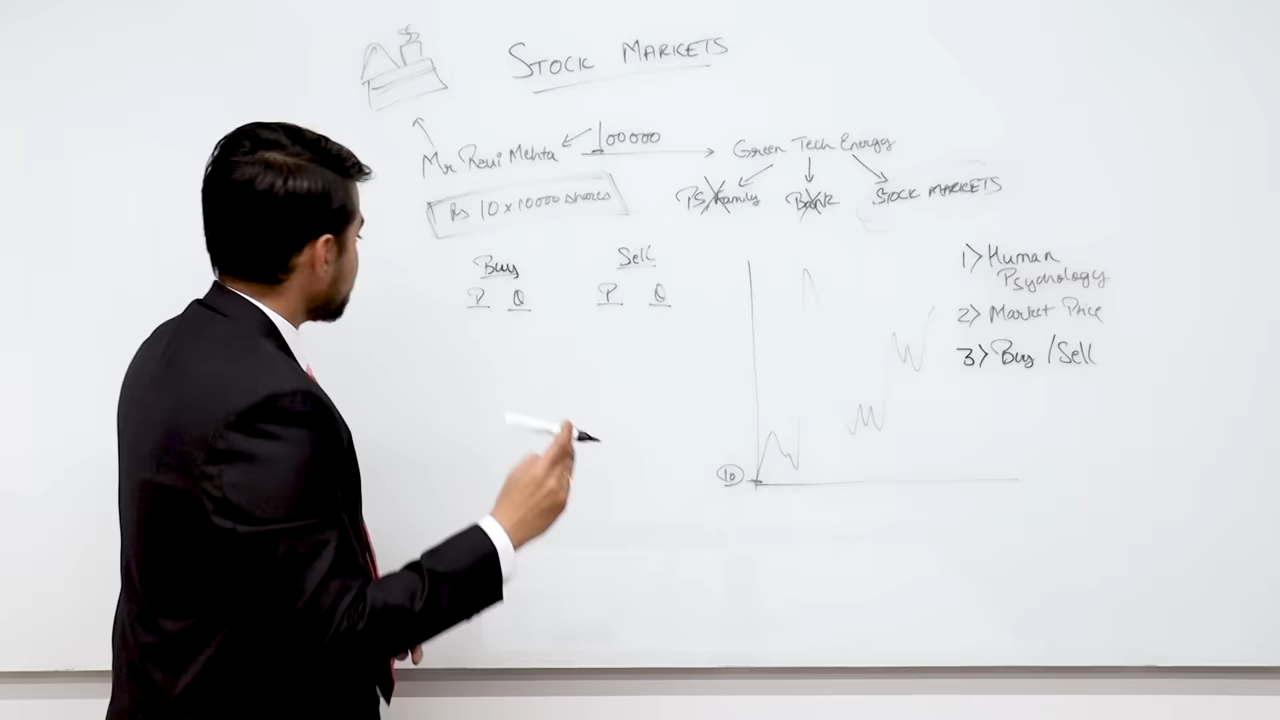 STOCK MARKETS
Mr Ravi Mehta
100000
Green Tech Energy
Rs 10 x 10000 shares
PS/Family
Bank
STOCK MARKETS
Buy
Sell
P Q
P Q
1) Human
Psychology
2) Market Price
3) Buy / Sell
10